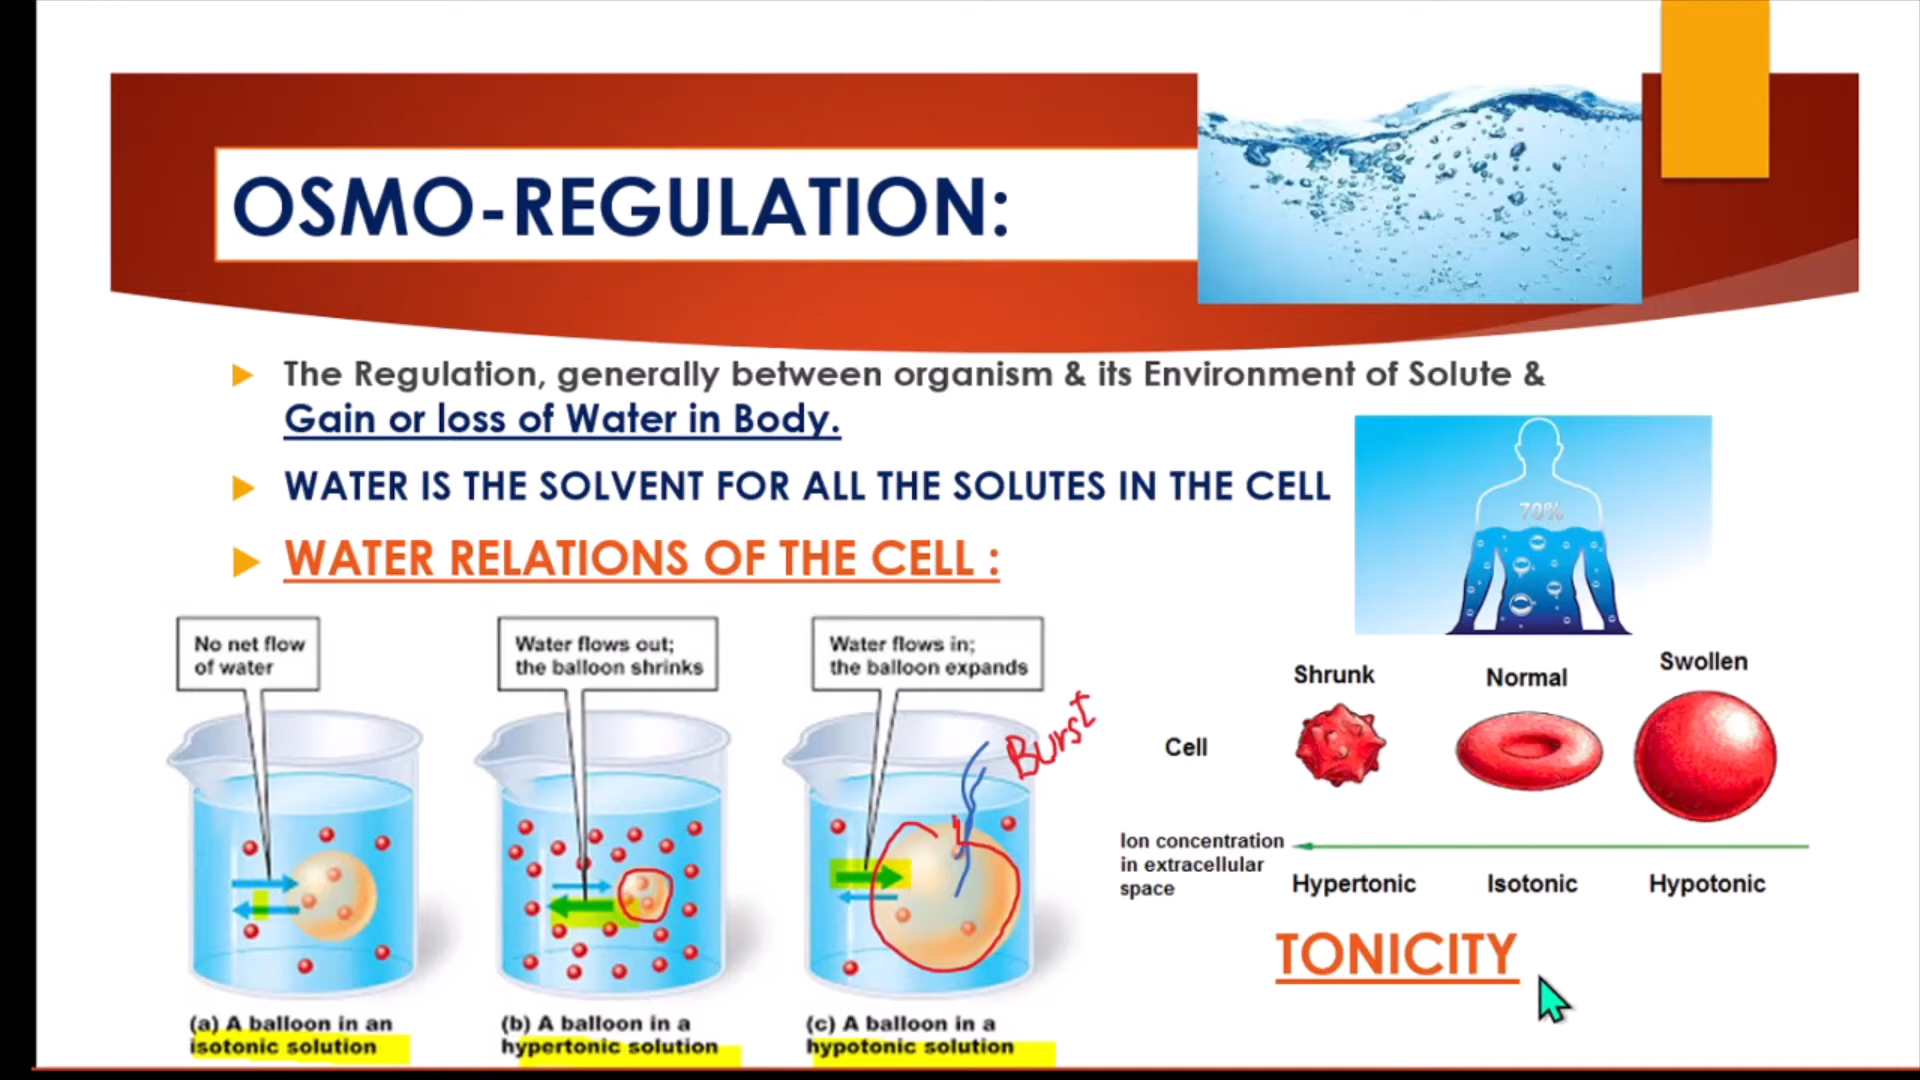 OSMO-REGULATION:
The Regulation, generally between organism & its Environment of Solute &
Gain or loss of Water in Body.
WATER IS THE SOLVENT FOR ALL THE SOLUTES IN THE CELL
70%
WATER RELATIONS OF THE CELL :
No net flow
of water
Water flows out;
the balloon shrinks
Water flows in;
the balloon expands
Burst
(a) A balloon in an
isotonic solution
(b) A balloon in a
hypertonic solution
(c) A balloon in a
hypotonic solution
Shrunk
Normal
Swollen
Cell
Ion concentration
in extracellular
space
Hypertonic
Isotonic
Hypotonic
TONICITY